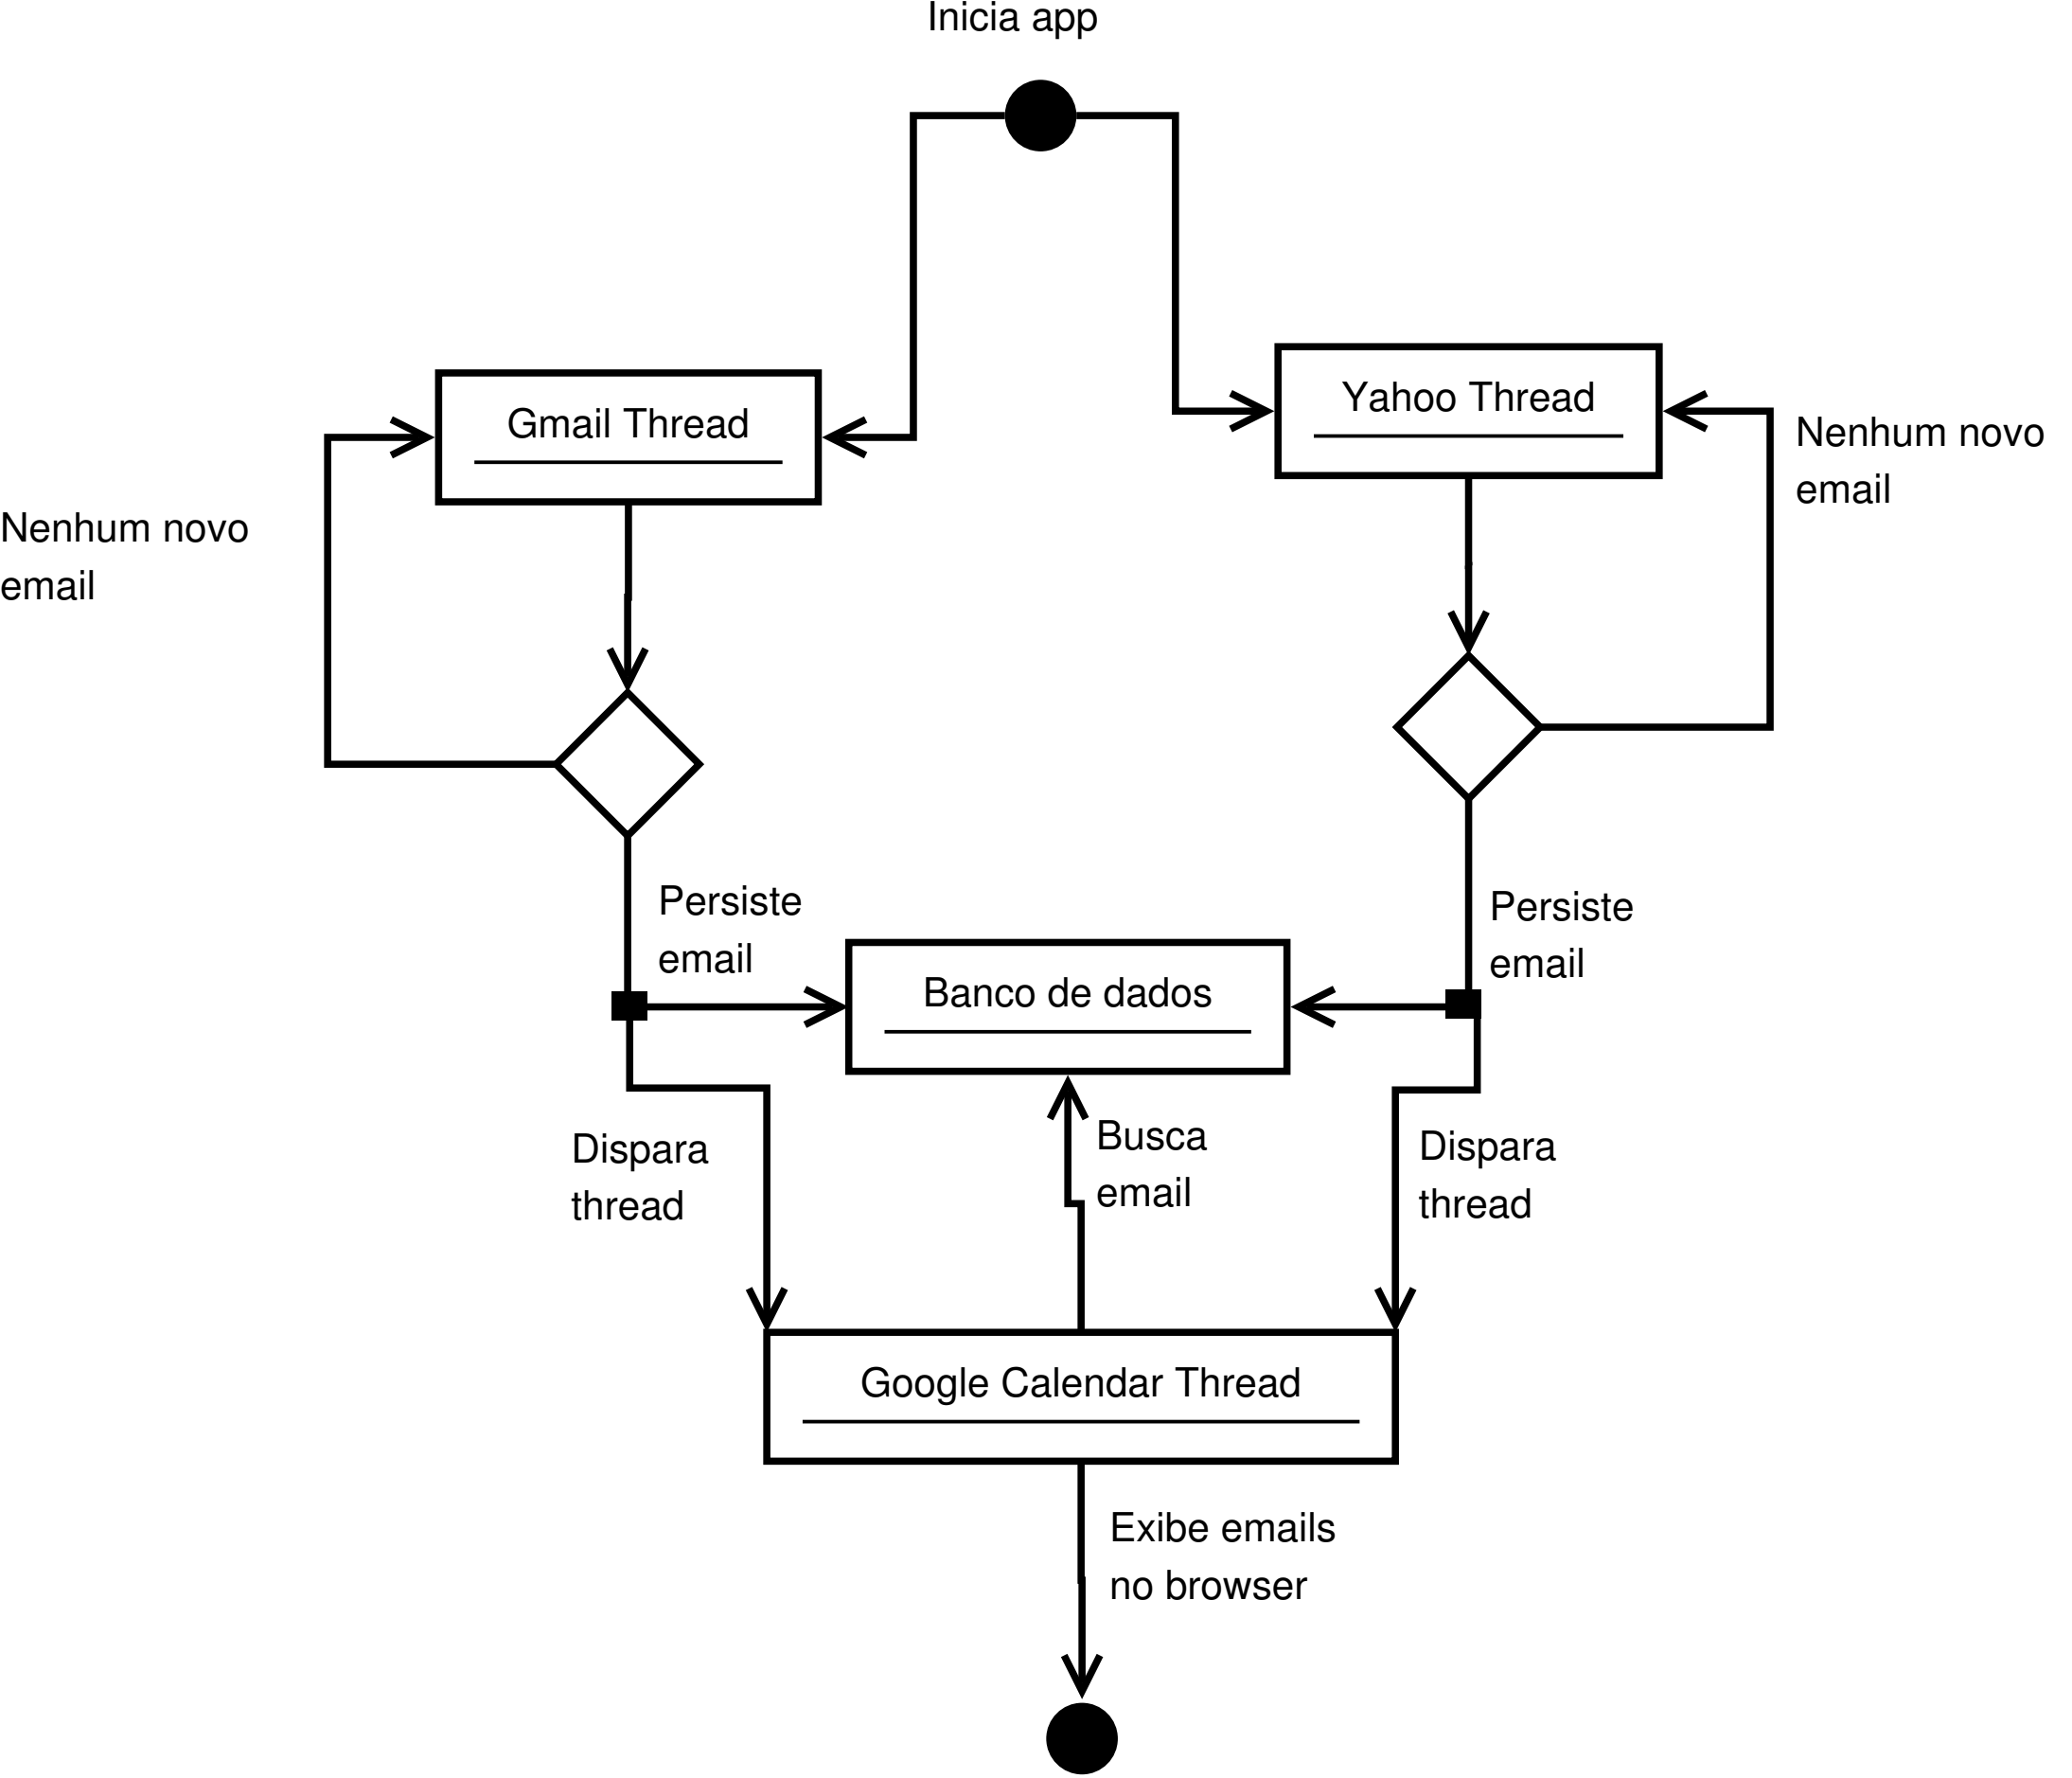 Inicia app
Gmail Thread
Yahoo Thread
Nenhum novo
email
Nenhum novo
email
Persiste
email
Persiste
email
Banco de dados
Dispara
thread
Busca
email
Dispara
thread
Google Calendar Thread
Exibe emails
no browser